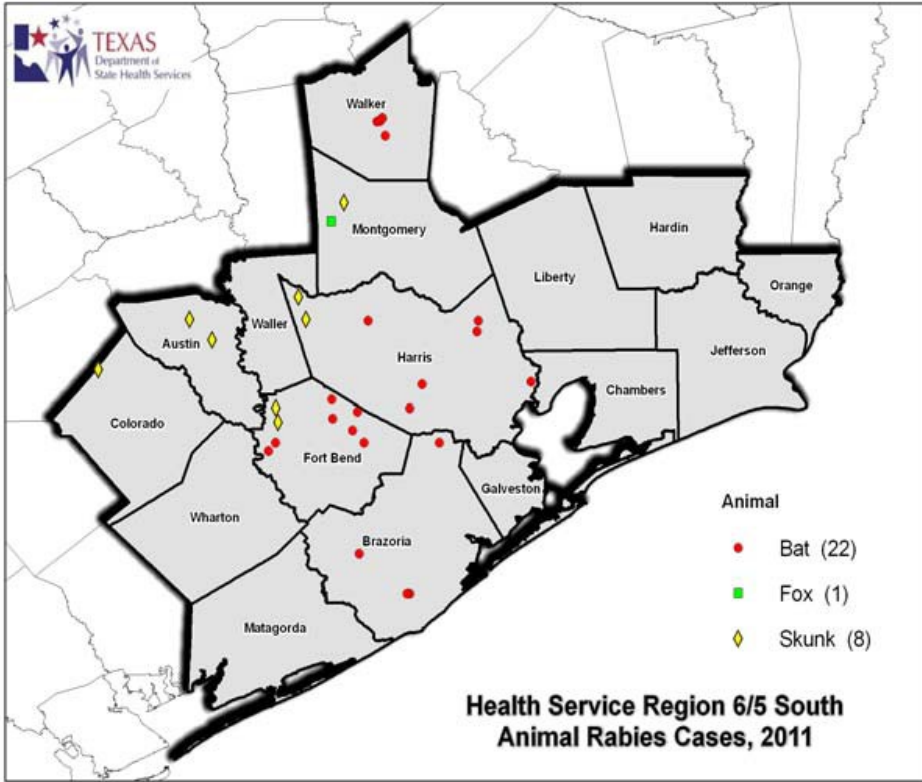 TEXAS
Department of
State Health Services
Walker
Montgomery
Hardin
Liberty
Orange
Waller
Austin
Harris
Jefferson
Chambers
Colorado
Fort Bend
Galveston
Wharton
Brazoria
Matagorda
Animal
Bat (22)
Fox (1)
Skunk (8)
Health Service Region 6/5 South
Animal Rabies Cases, 2011